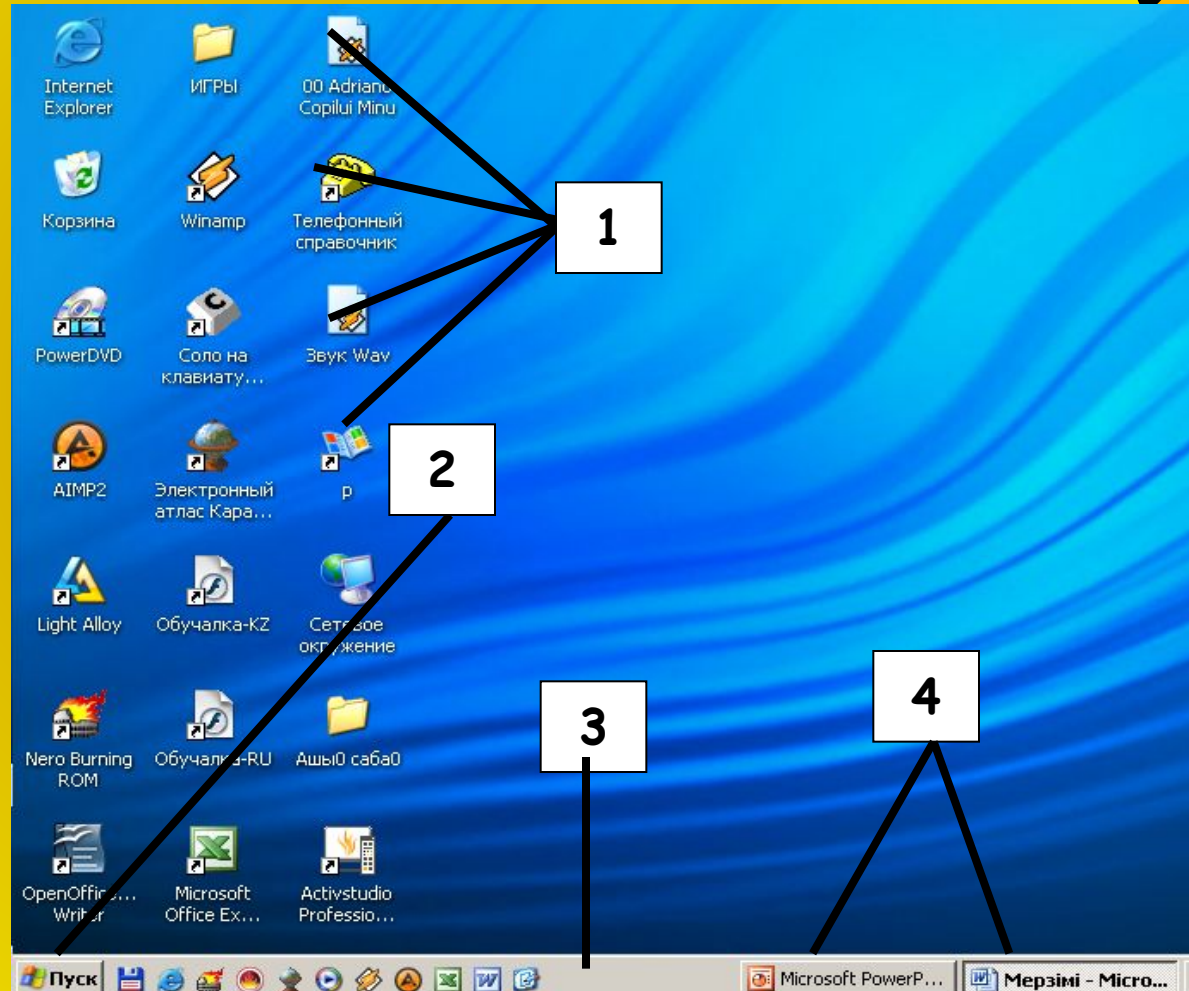 Internet
Explorer
ИГРЫ
00 Adriano
Copilui Minu
Корзина
Winamp
Телефонный
справочник
1
PowerDVD
Соло на
клавиату...
Звук Wav
AIMP2
Электронный
атлас Кара...
р
2
Light Alloy
Обучалка-KZ
Сетевое
окружение
Nero Burning
ROM
Обучалка-RU
Ашы0 саба0
3
4
OpenOffice...
Writer
Microsoft
Office Ex...
Activstudio
Professio...
Пуск
Microsoft PowerP...
Мерзімі - Micro...